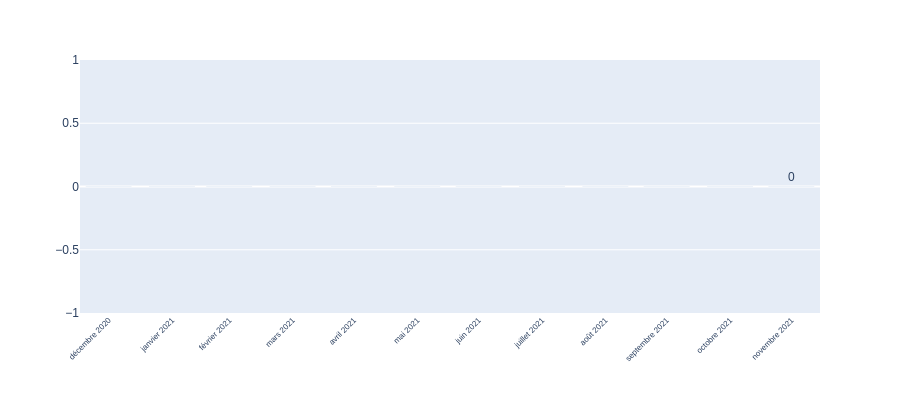 1
0.5
0
0
−0.5
−1
décembre 2020
janvier 2021
février 2021
mars 2021
avril 2021
mai 2021
juin 2021
juillet 2021
août 2021
septembre 2021
octobre 2021
novembre 2021